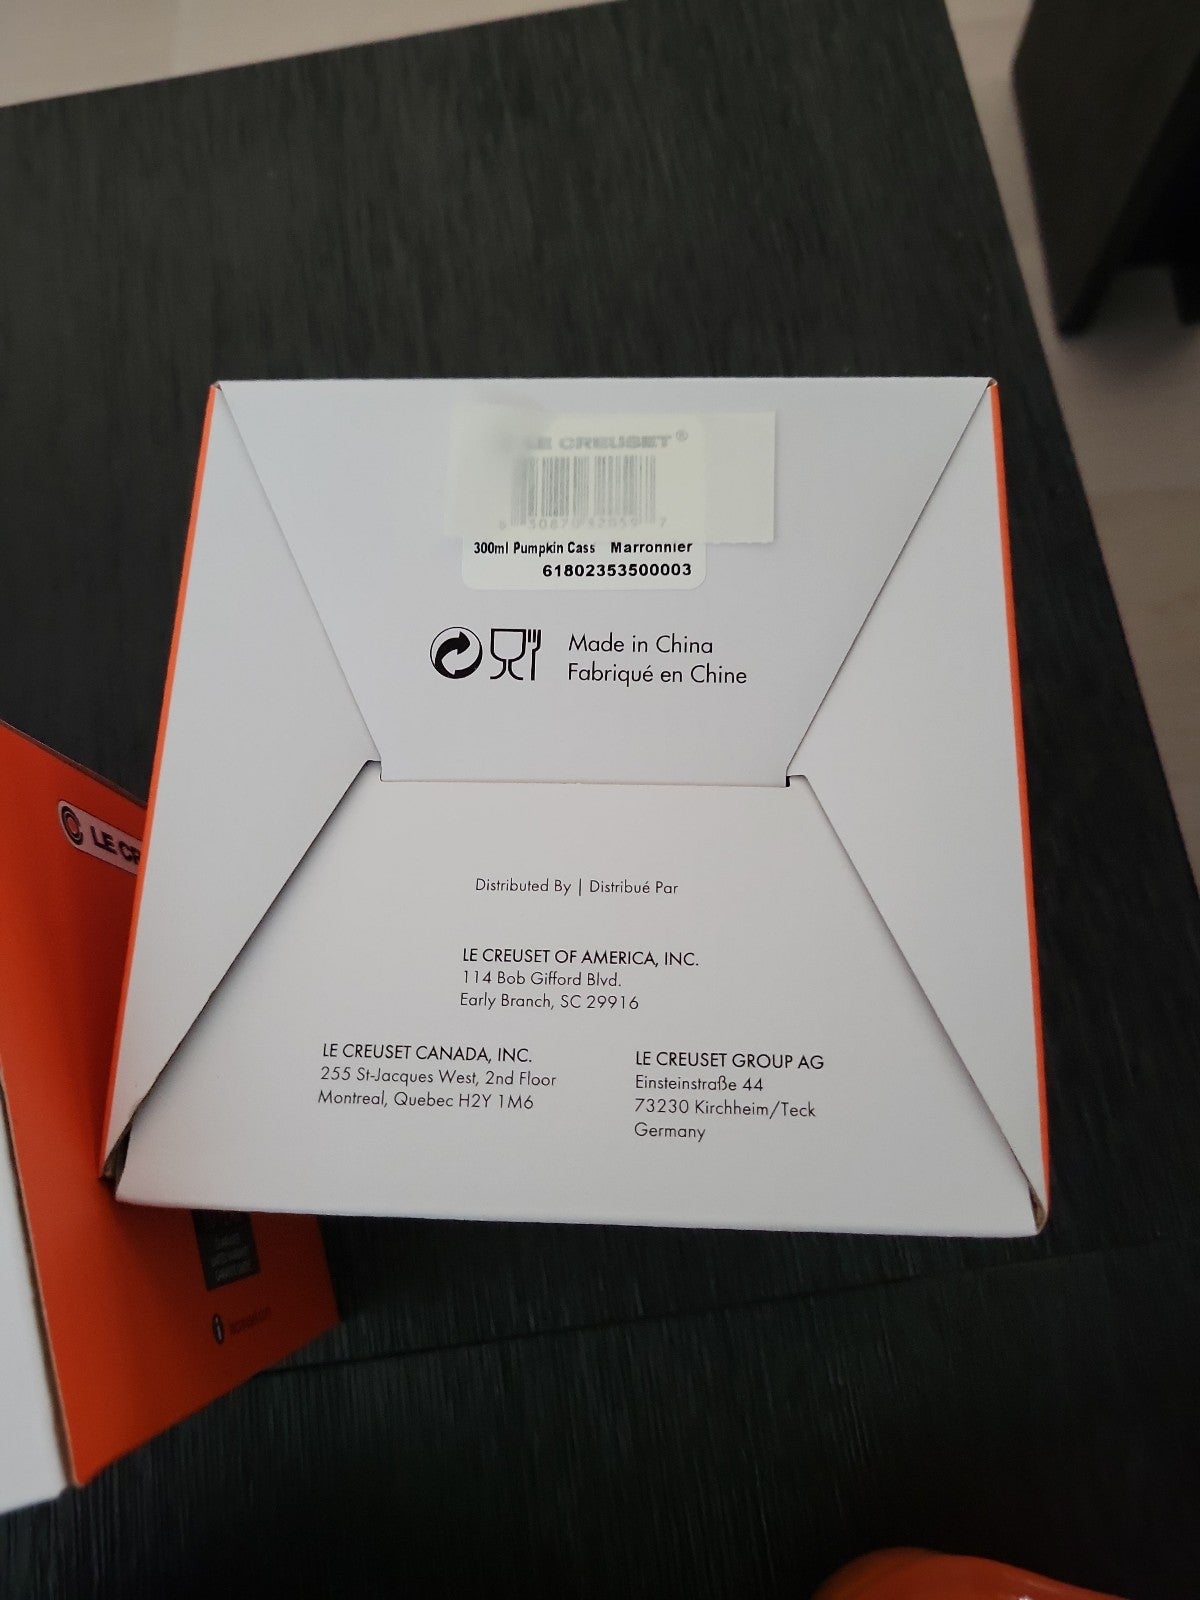 LE CREUSET®
300ml Pumpkin Cass Marronnier
61802353500003
Made in China
Fabriqué en Chine
LE CR
Distributed By | Distribué Par
LE CREUSET OF AMERICA, INC.
114 Bob Gifford Blvd.
Early Branch, SC 29916
LE CREUSET CANADA, INC.
255 St-Jacques West, 2nd Floor
Montreal, Quebec H2Y 1M6
LE CREUSET GROUP AG
Einsteinstraße 44
73230 Kirchheim/Teck
Germany